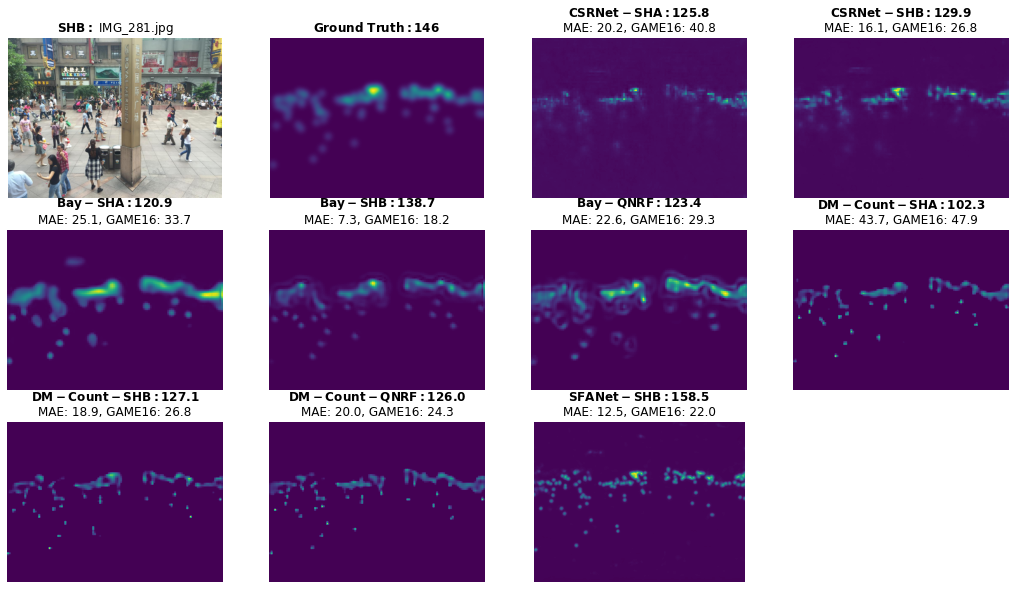 SHB: IMG_281.jpg
Ground Truth: 146
CSRNet – SHA: 125.8
MAE: 20.2, GAME16: 40.8
CSRNet – SHB: 129.9
MAE: 16.1, GAME16: 26.8
Bay – SHA: 120.9
MAE: 25.1, GAME16: 33.7
Bay – SHB: 138.7
MAE: 7.3, GAME16: 18.2
Bay – QNRF: 123.4
MAE: 22.6, GAME16: 29.3
DM – Count – SHA: 102.3
MAE: 43.7, GAME16: 47.9
DM – Count – SHB: 127.1
MAE: 18.9, GAME16: 26.8
DM – Count – QNRF: 126.0
MAE: 20.0, GAME16: 24.3
SFANet – SHB: 158.5
MAE: 12.5, GAME16: 22.0